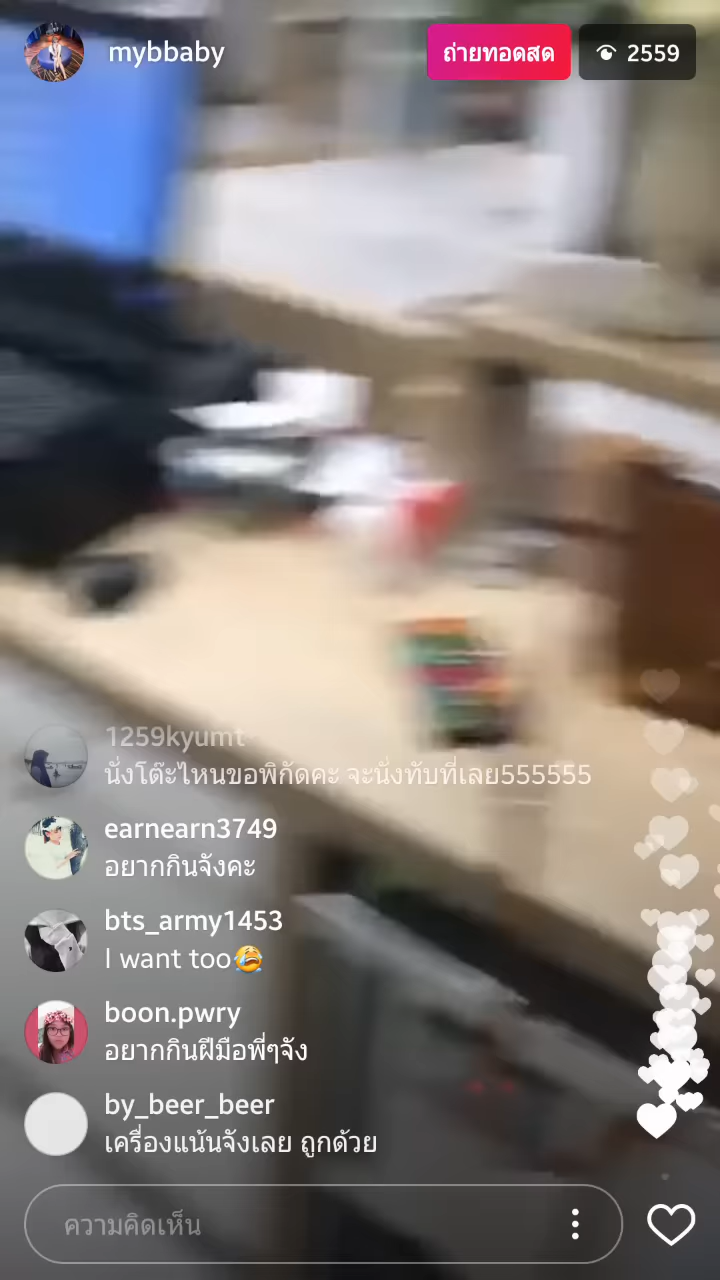 mybbaby
ถ่ายทอดสด
2559
1259kyumt
นั่งโต๊ะไหนขอพิกัดคะ จะนั่งทับที่เลย555555
earnearn3749
อยากกินจังคะ
bts_army1453
I want too😭
boon.pwry
อยากกินฝีมือพี่ๆจัง
by_beer_beer
เครื่องแน้นจังเลย ถูกด้วย
ความคิดเห็น